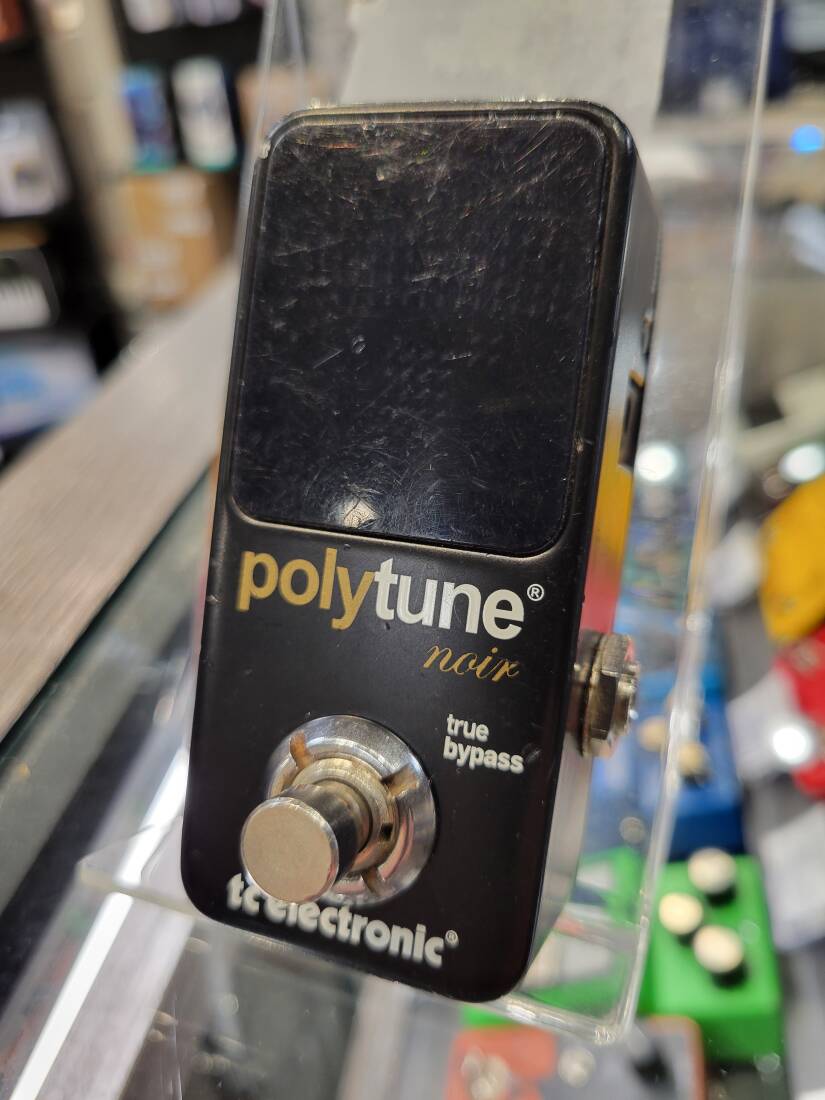 polytune®
noir
true
bypass
tc electronic®